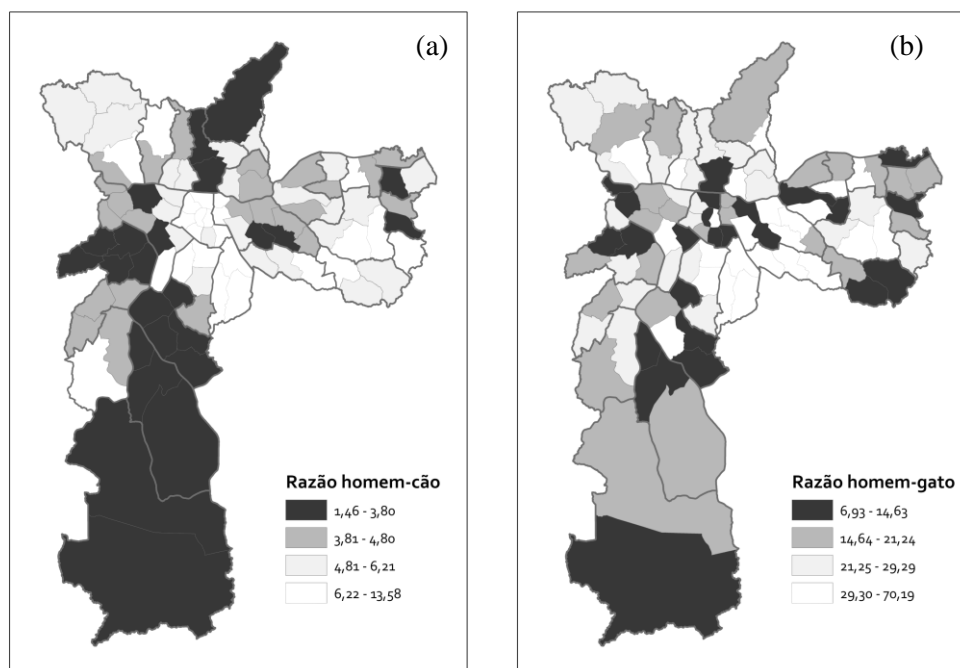 (a)
Razão homem-cão
1,46 - 3,80
3,81 - 4,80
4,81 - 6,21
6,22 - 13,58
(b)
Razão homem-gato
6,93 - 14,63
14,64 - 21,24
21,25 - 29,29
29,30 - 70,19